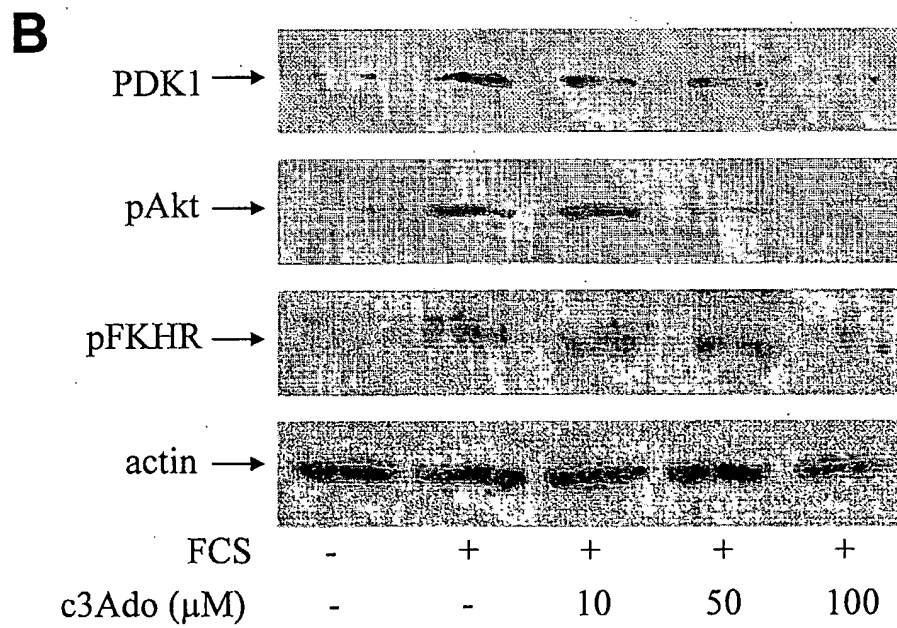 B
PDK1
pAkt
pFKHR
actin
FCS - + + + +
c3Ado (µM) - - 10 50 100